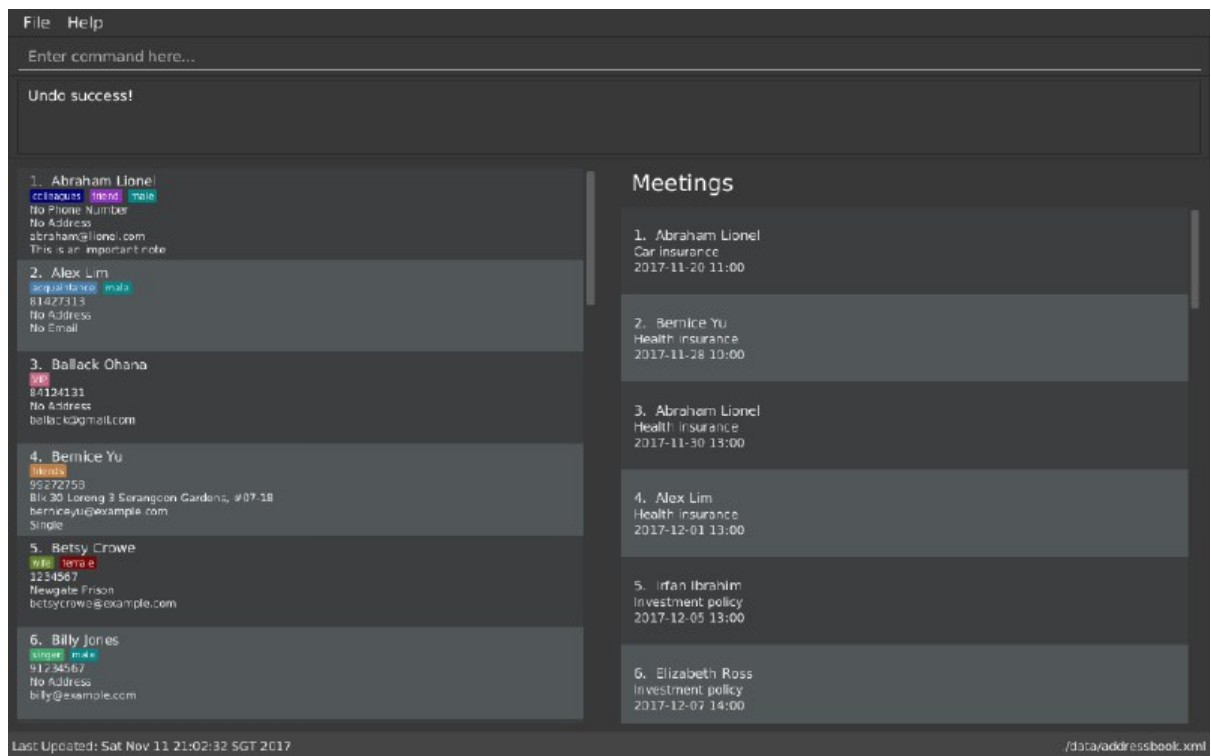 File Help
Enter command here...
Undo success!
1. Abraham Lionel
colleagues friend male
No Phone Number
No Address
abraham@lionel.com
This is an important note
2. Alex Lim
acquaintance male
81427313
No Address
No Email
3. Ballack Ohana
VIP
84124131
No Address
ballack@gmail.com
4. Bernice Yu
friends
99272758
Blk 30 Lorong 3 Serangoon Gardens, #07-18
berniceyu@example.com
Single
5. Betsy Crowe
wife female
1234567
Newgate Prison
betsycrowe@example.com
6. Billy Jones
singer male
91234567
No Address
billy@example.com
Meetings
1. Abraham Lionel
Car insurance
2017-11-20 11:00
2. Bernice Yu
Health insurance
2017-11-28 10:00
3. Abraham Lionel
Health insurance
2017-11-30 13:00
4. Alex Lim
Health insurance
2017-12-01 13:00
5. Irfan Ibrahim
Investment policy
2017-12-05 13:00
6. Elizabeth Ross
Investment policy
2017-12-07 14:00
Last Updated: Sat Nov 11 21:02:32 SGT 2017
./data/addressbook.xml